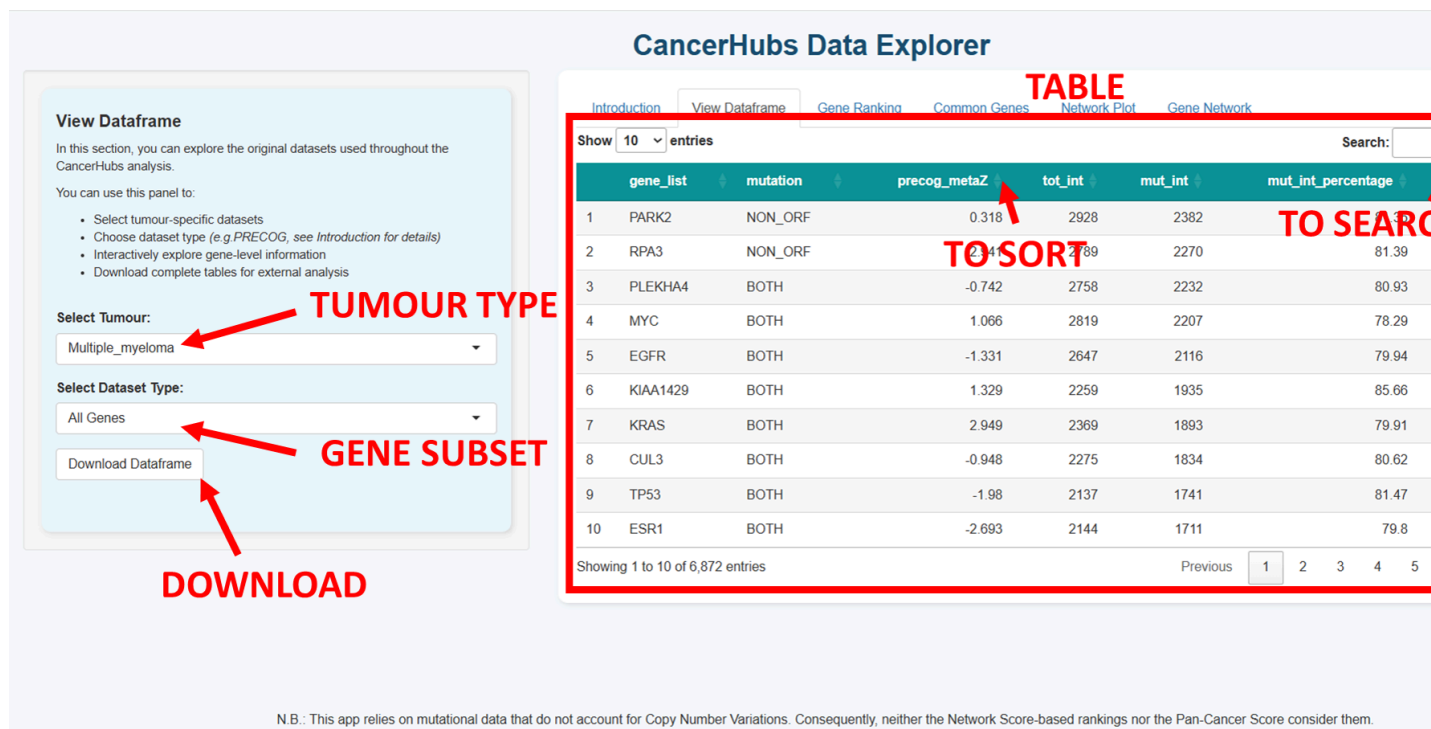 CancerHubs Data Explorer
View Dataframe
In this section, you can explore the original datasets used throughout the
CancerHubs analysis.
You can use this panel to:
• Select tumour-specific datasets
• Choose dataset type (e.g.PRECOG, see Introduction for details)
• Interactively explore gene-level information
• Download complete tables for external analysis
TUMOUR TYPE
Select Tumour:
Multiple_myeloma
Select Dataset Type:
All Genes
GENE SUBSET
Download Dataframe
DOWNLOAD
TABLE
Introduction View Dataframe Gene Ranking Common Genes Network Plot Gene Network
Show 10 entries Search:
gene_list mutation precog_metaZ tot_int mut_int mut_int_percentage
TO SORT
TO SEARC
1 PARK2 NON_ORF 0.318 2928 2382
2 RPA3 NON_ORF 2789 2270 81.39
3 PLEKHA4 BOTH -0.742 2758 2232 80.93
4 MYC BOTH 1.066 2819 2207 78.29
5 EGFR BOTH -1.331 2647 2116 79.94
6 KIAA1429 BOTH 1.329 2259 1935 85.66
7 KRAS BOTH 2.949 2369 1893 79.91
8 CUL3 BOTH -0.948 2275 1834 80.62
9 TP53 BOTH -1.98 2137 1741 81.47
10 ESR1 BOTH -2.693 2144 1711 79.8
Showing 1 to 10 of 6,872 entries Previous 1 2 3 4 5
N.B.: This app relies on mutational data that do not account for Copy Number Variations. Consequently, neither the Network Score-based rankings nor the Pan-Cancer Score consider them.